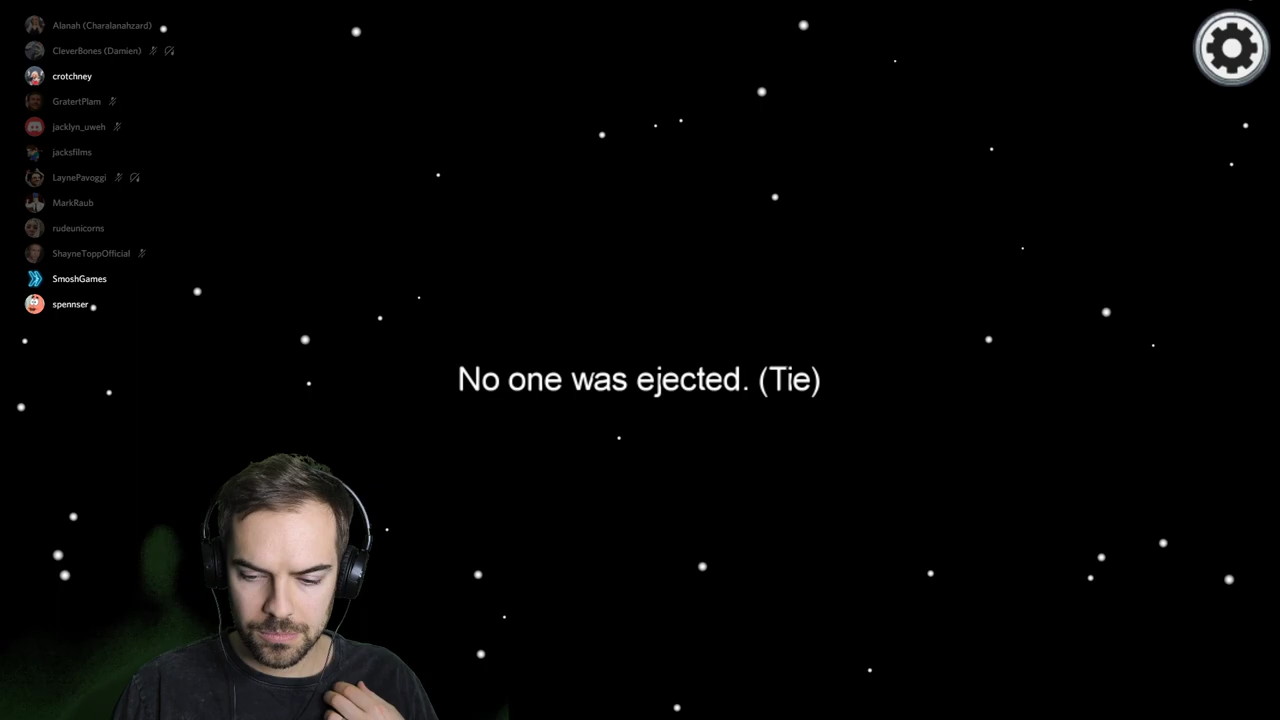 Alanah (Charalanahzard)
CleverBones (Damien)
crotchney
GratertPlam
jacklyn_uweh
jacksfilms
LaynePavoggi
MarkRaub
rudeunicorns
ShayneToppOfficial
SmoshGames
spennser
No one was ejected. (Tie)